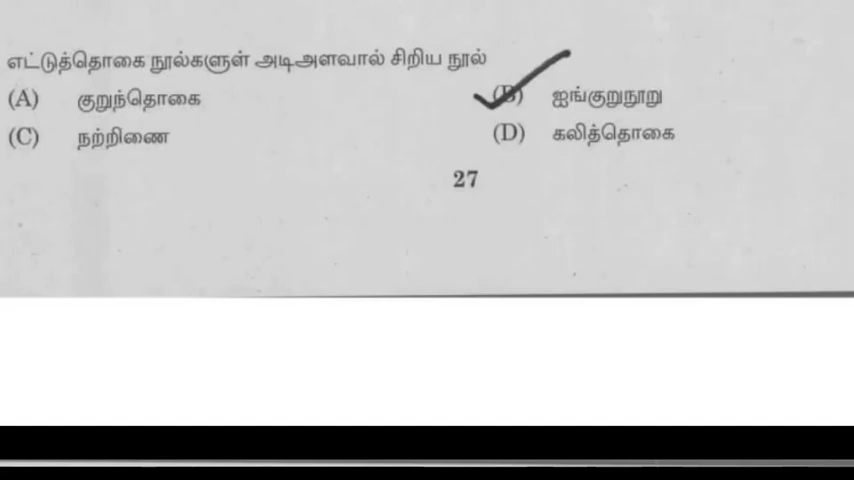 எட்டுத்தொகை நூல்களுள் அடிஅளவால் சிறிய நூல்
(A) குறுந்தொகை (B) ஐங்குறுநூறு
(C) நற்றிணை (D) கலித்தொகை
27